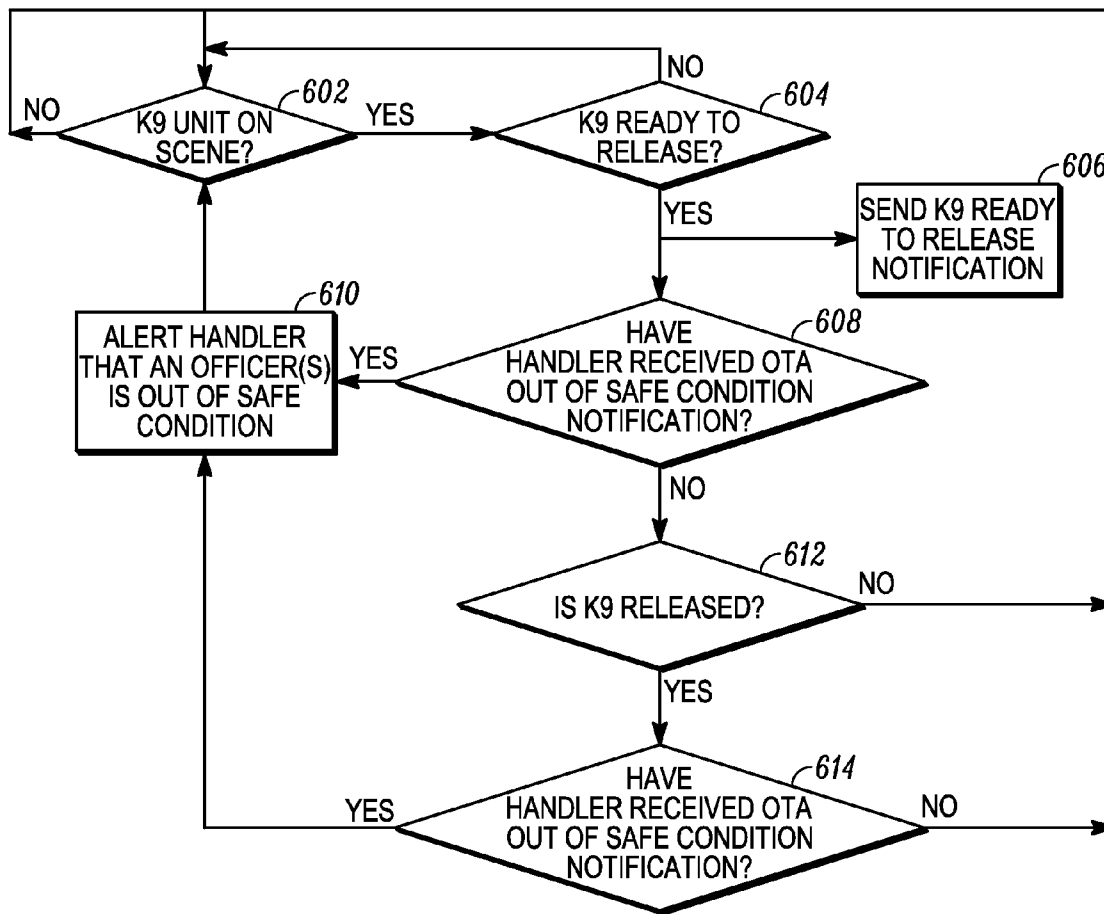 602
NO
K9 UNIT ON
SCENE?
YES
NO
604
K9 READY TO
RELEASE?
YES
606
SEND K9 READY
TO RELEASE
NOTIFICATION
610
ALERT HANDLER
THAT AN OFFICER(S)
IS OUT OF SAFE
CONDITION
YES
608
HAVE
HANDLER RECEIVED OTA
OUT OF SAFE CONDITION
NOTIFICATION?
NO
612
IS K9 RELEASED?
NO
YES
614
YES
HAVE
HANDLER RECEIVED OTA
OUT OF SAFE CONDITION
NOTIFICATION?
NO